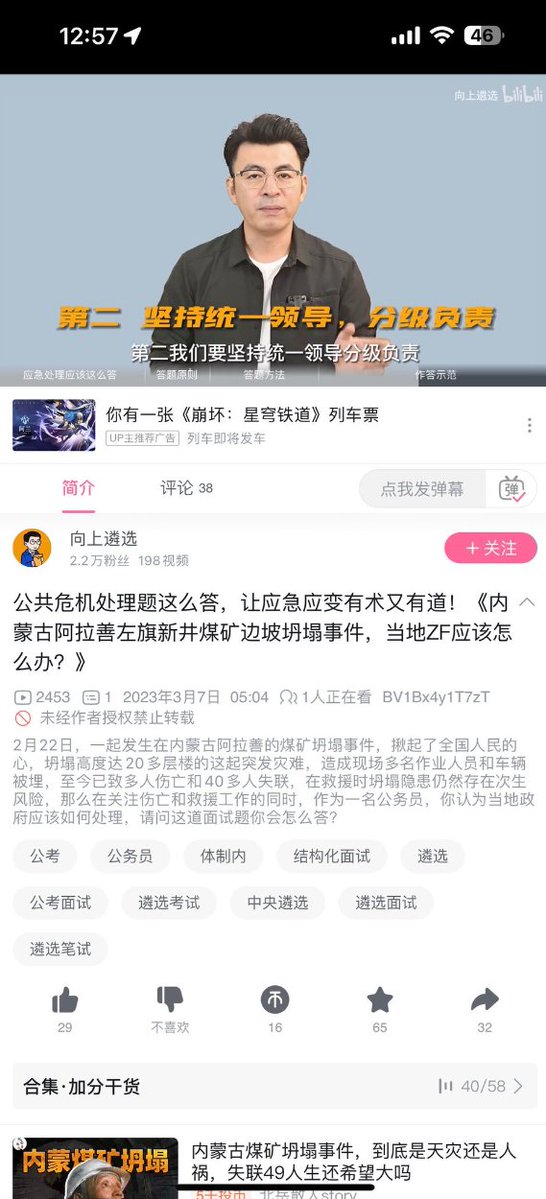 12:57
46
向上遴选 bilibili
第二 坚持统一领导，分级负责
第二我们要坚持统一领导分级负责
应急处理应该这么答 答题原则 答题方法 作答示范
你有一张《崩坏：星穹铁道》列车票
UP主推荐广告 列车即将发车
简介 评论 38 点我发弹幕 弹
向上遴选
2.2万粉丝 198视频
+ 关注
公共危机处理题这么答，让应急应变有术又有道！《内
蒙古阿拉善左旗新井煤矿边坡坍塌事件，当地ZF应该怎
么办？》
2453 1 2023年3月7日 05:04 1人正在看 BV1Bx4y1T7zT
未经作者授权禁止转载
2月22日，一起发生在内蒙古阿拉善的煤矿坍塌事件，揪起了全国人民的
心，坍塌高度达20多层楼的这起突发灾难，造成现场多名作业人员和车辆
被埋，至今已致多人伤亡和40多人失联，在救援时坍塌隐患仍然存在次生
风险，那么在关注伤亡和救援工作的同时，作为一名公务员，你认为当地政
府应该如何处理，请问这道面试题你会怎么答？
公考 公务员 体制内 结构化面试 遴选
公考面试 遴选考试 中央遴选 遴选面试
遴选笔试
29 不喜欢 16 65 32
合集·加分干货 40/58
内蒙煤矿坍塌
内蒙古煤矿坍塌事件，到底是天灾还是人
祸，失联49人生还希望大吗